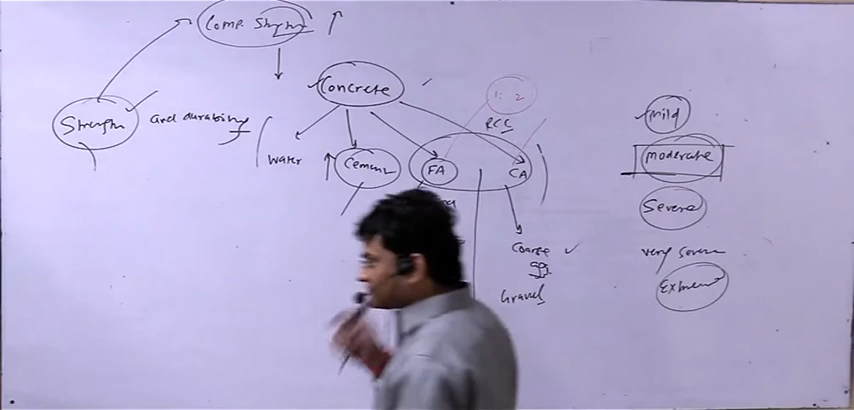 Comp. Strength
Concrete
1:2
Strength and durability
RCC
Mild
Water
Cement
FA
CA
moderate
Severe
Coarse
very severe
Gravel
Extreme